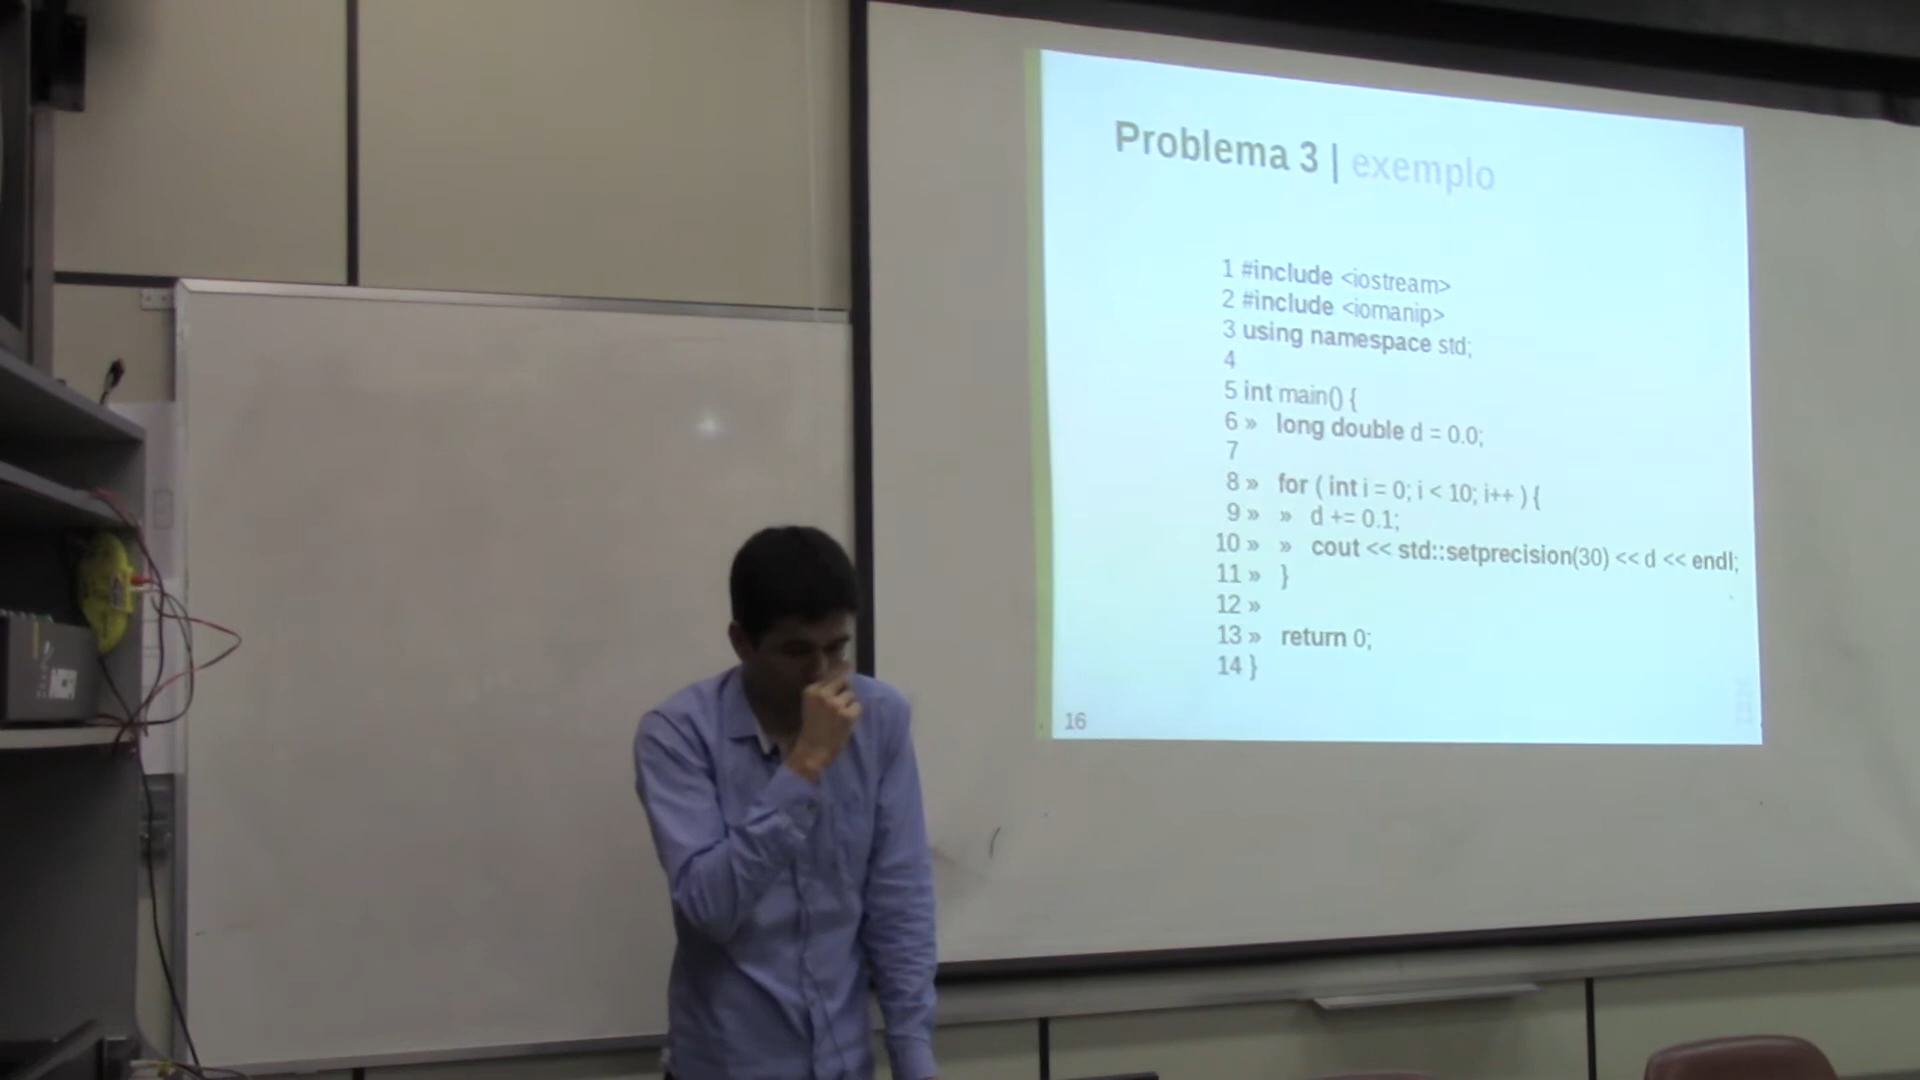 Problema 3 | exemplo
1 #include <iostream>
2 #include <iomanip>
3 using namespace std;
4
5 int main() {
6 » long double d = 0.0;
7
8 » for ( int i = 0; i < 10; i++ ) {
9 » » d += 0.1;
10 » » cout << std::setprecision(30) << d << endl;
11 » }
12 »
13 » return 0;
14 }
16